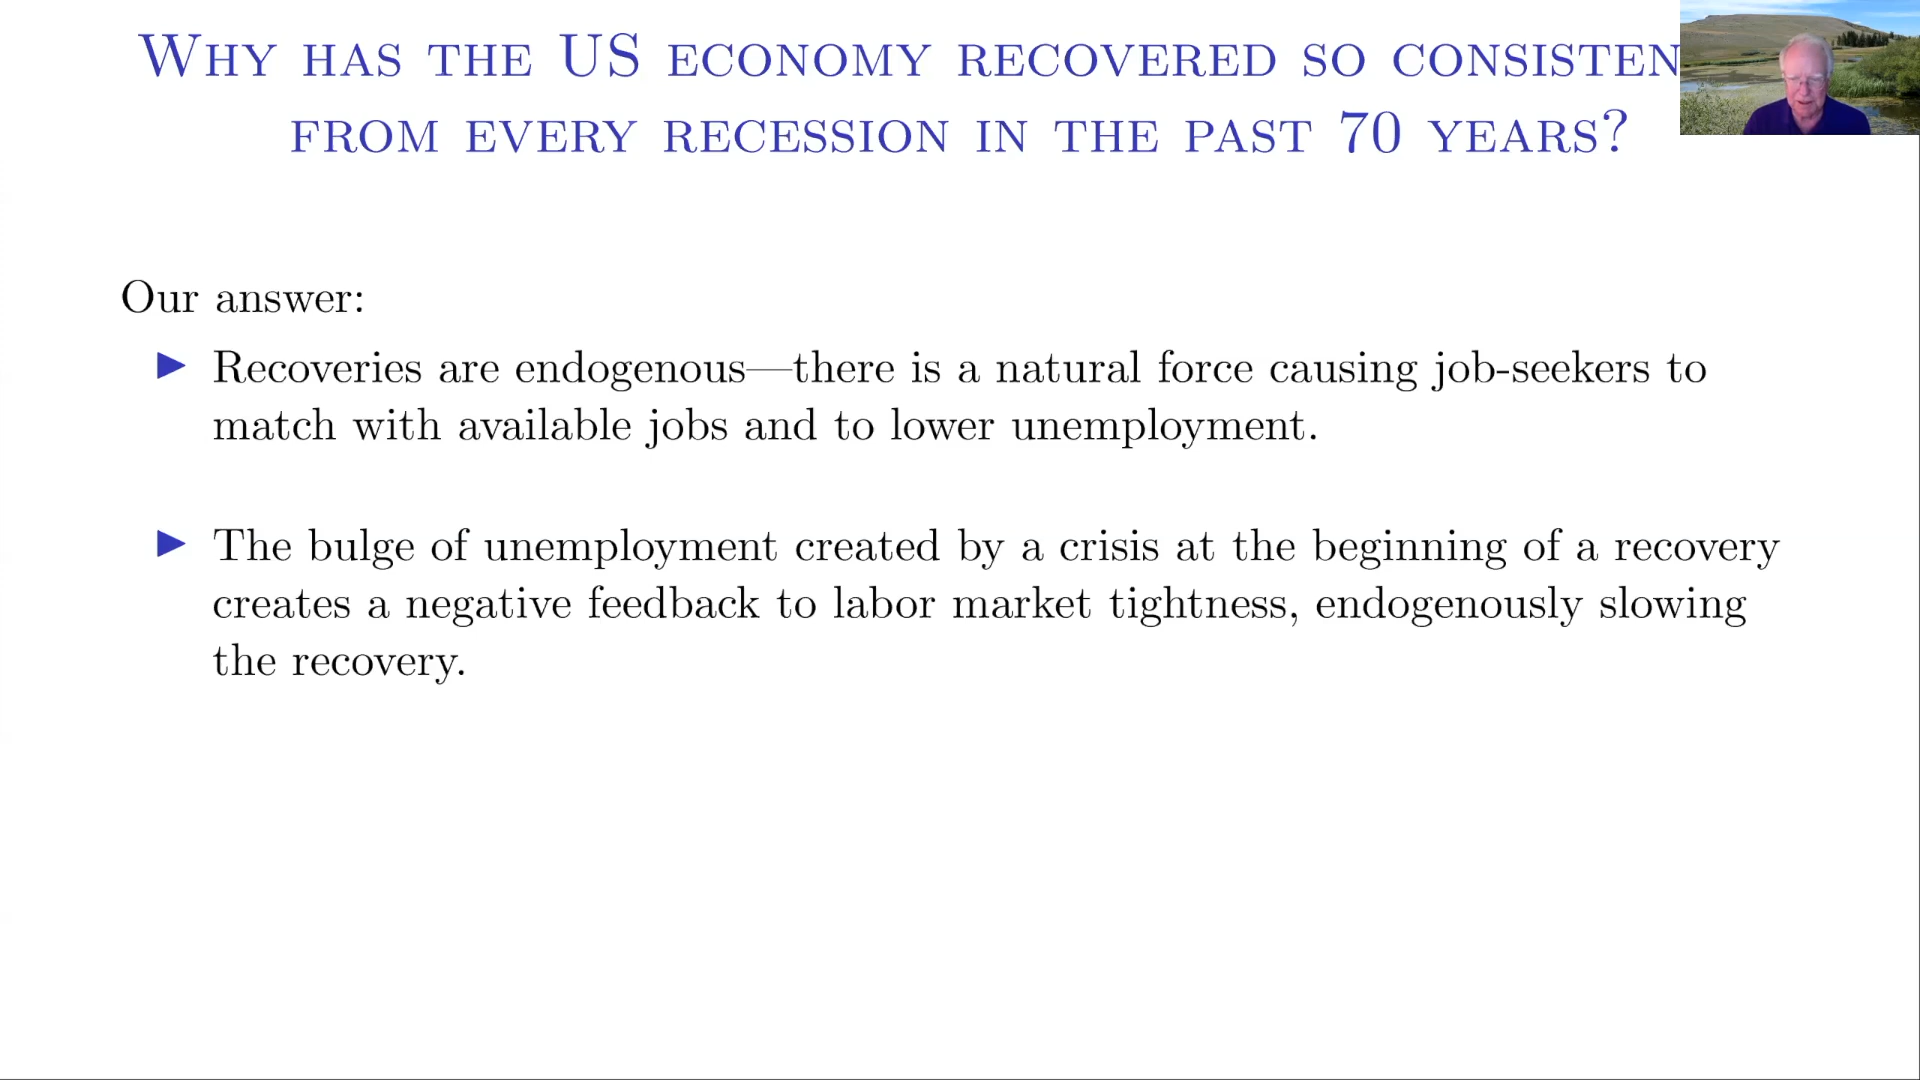 WHY HAS THE US ECONOMY RECOVERED SO CONSISTEN
FROM EVERY RECESSION IN THE PAST 70 YEARS?
Our answer:
▶ Recoveries are endogenous—there is a natural force causing job-seekers to
match with available jobs and to lower unemployment.
▶ The bulge of unemployment created by a crisis at the beginning of a recovery
creates a negative feedback to labor market tightness, endogenously slowing
the recovery.